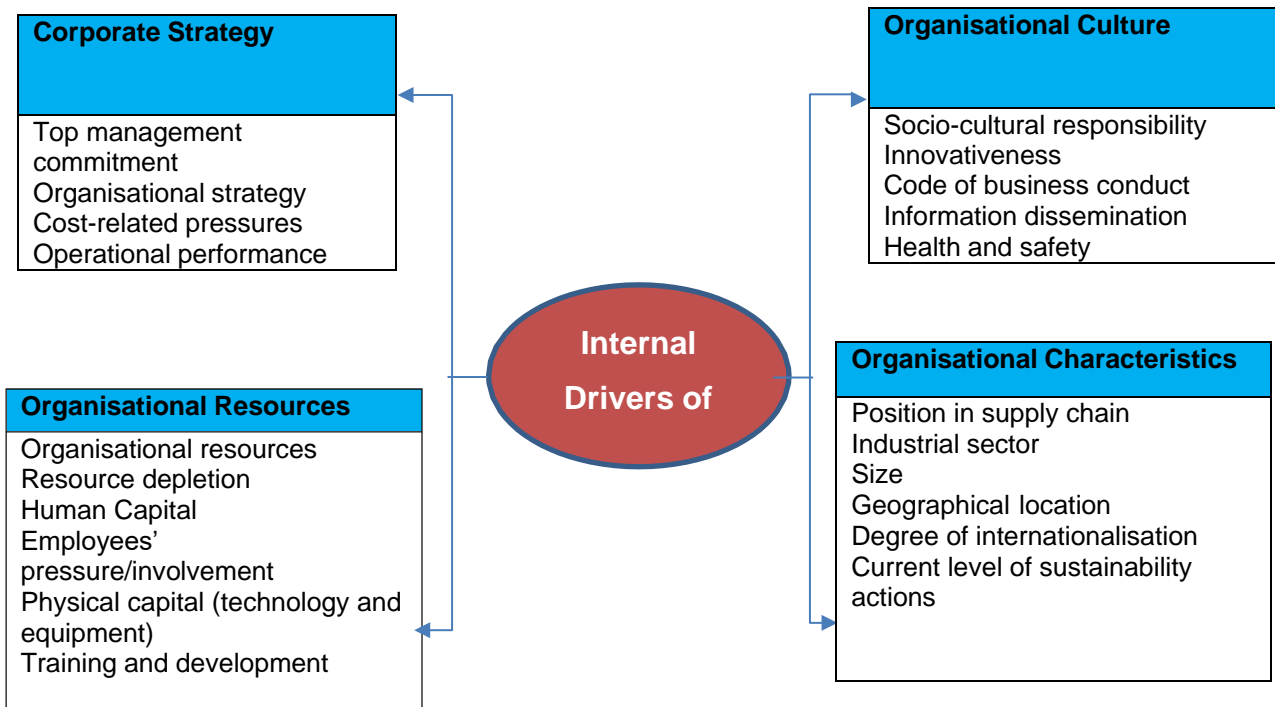 Corporate Strategy
Top management
commitment
Organisational strategy
Cost-related pressures
Operational performance
Organisational Culture
Socio-cultural responsibility
Innovativeness
Code of business conduct
Information dissemination
Health and safety
Internal
Drivers of
Organisational Resources
Organisational resources
Resource depletion
Human Capital
Employees’
pressure/involvement
Physical capital (technology and
equipment)
Training and development
Organisational Characteristics
Position in supply chain
Industrial sector
Size
Geographical location
Degree of internationalisation
Current level of sustainability
actions